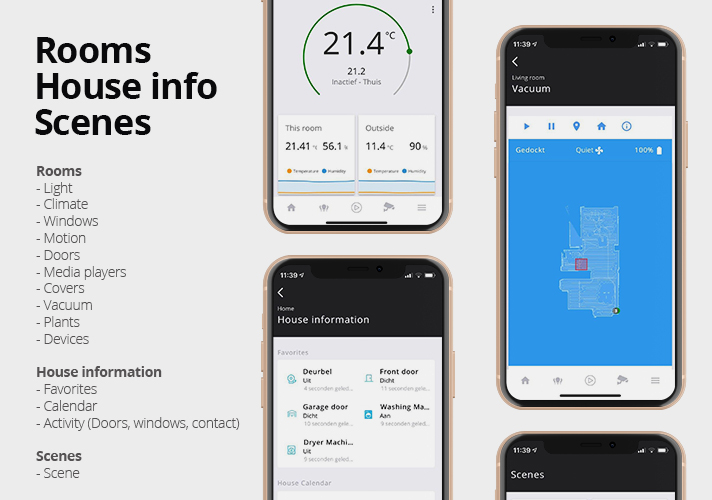 Rooms
House info
Scenes
Rooms
- Light
- Climate
- Windows
- Motion
- Doors
- Media players
- Covers
- Vacuum
- Plants
- Devices
House information
- Favorites
- Calendar
- Activity (Doors, windows, contact)
Scenes
- Scene
21.4°C
21.2
Inactief - Thuis
This room
21.41 °C 56.1 %
Temperature Humidity
Outside
11.4 °C 90 %
Temperature Humidity
11:39
Home
House information
Favorites
Deurbel
Uit
4 seconden geled...
Front door
Dicht
11 seconden gele...
Garage door
Dicht
10 seconden gele...
Washing Ma...
Aan
9 seconden geled...
Dryer Machi...
Uit
9 seconden geled...
House Calendar
11:39
Living room
Vacuum
Gedockt Quiet 100%
11:39
Scenes